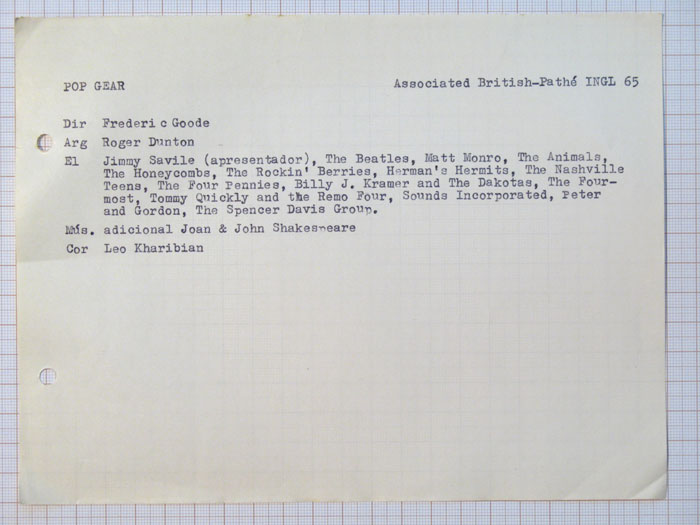 POP GEAR Associated British-Pathé INGL 65
Dir Frederic Goode
Arg Roger Dunton
El Jimmy Savile (apresentador), The Beatles, Matt Monro, The Animals,
The Honeycombs, The Rockin' Berries, Herman's Hermits, The Nashville
Teens, The Four Pennies, Billy J. Kramer and The Dakotas, The Four-
most, Tommy Quickly and the Remo Four, Sounds Incorporated, Peter
and Gordon, The Spencer Davis Group.
Mús. adicional Joan & John Shakespeare
Cor Leo Kharibian